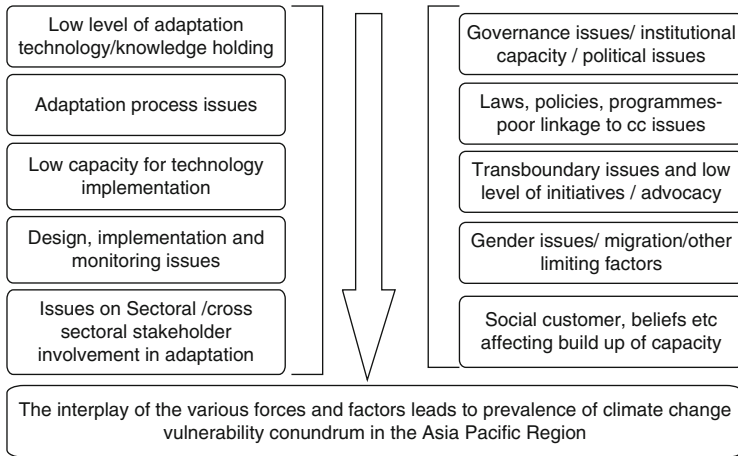 Low level of adaptation
technology/knowledge holding
Adaptation process issues
Low capacity for technology
implementation
Design, implementation and
monitoring issues
Issues on Sectoral /cross
sectoral stakeholder
involvement in adaptation
Governance issues/ institutional
capacity / political issues
Laws, policies, programmes-
poor linkage to cc issues
Transboundary issues and low
level of initiatives / advocacy
Gender issues/ migration/other
limiting factors
Social customer, beliefs etc
affecting build up of capacity
The interplay of the various forces and factors leads to prevalence of climate change
vulnerability conundrum in the Asia Pacific Region